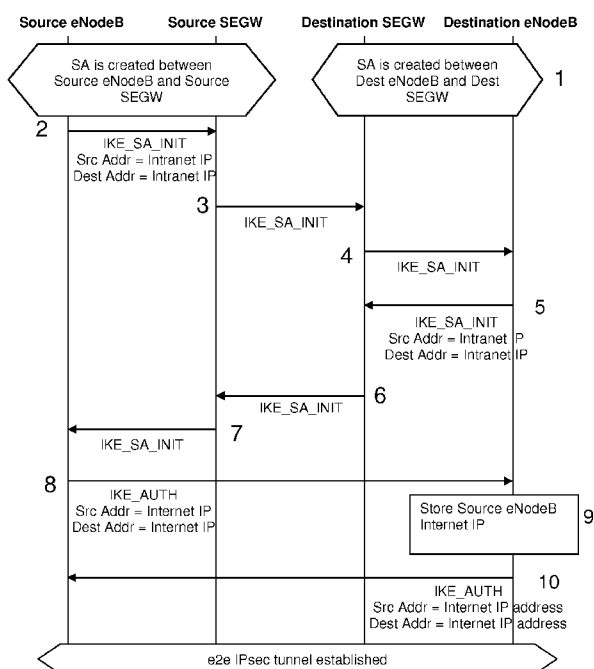 Source eNodeB Source SEGW Destination SEGW Destination eNodeB
SA is created between
Source eNodeB and Source
SEGW
SA is created between
Dest eNodeB and Dest
SEGW
1
2
IKE_SA_INIT
Src Addr = Intranet IP
Dest Addr = Intranet IP
3
IKE_SA_INIT
4
IKE_SA_INIT
5
IKE_SA_INIT
Src Addr = Intranet IP
Dest Addr = Intranet IP
6
IKE_SA_INIT
7
IKE_SA_INIT
8
IKE_AUTH
Src Addr = Internet IP
Dest Addr = Internet IP
Store Source eNodeB
Internet IP
9
10
IKE_AUTH
Src Addr = Internet IP address
Dest Addr = Internet IP address
e2e IPsec tunnel established